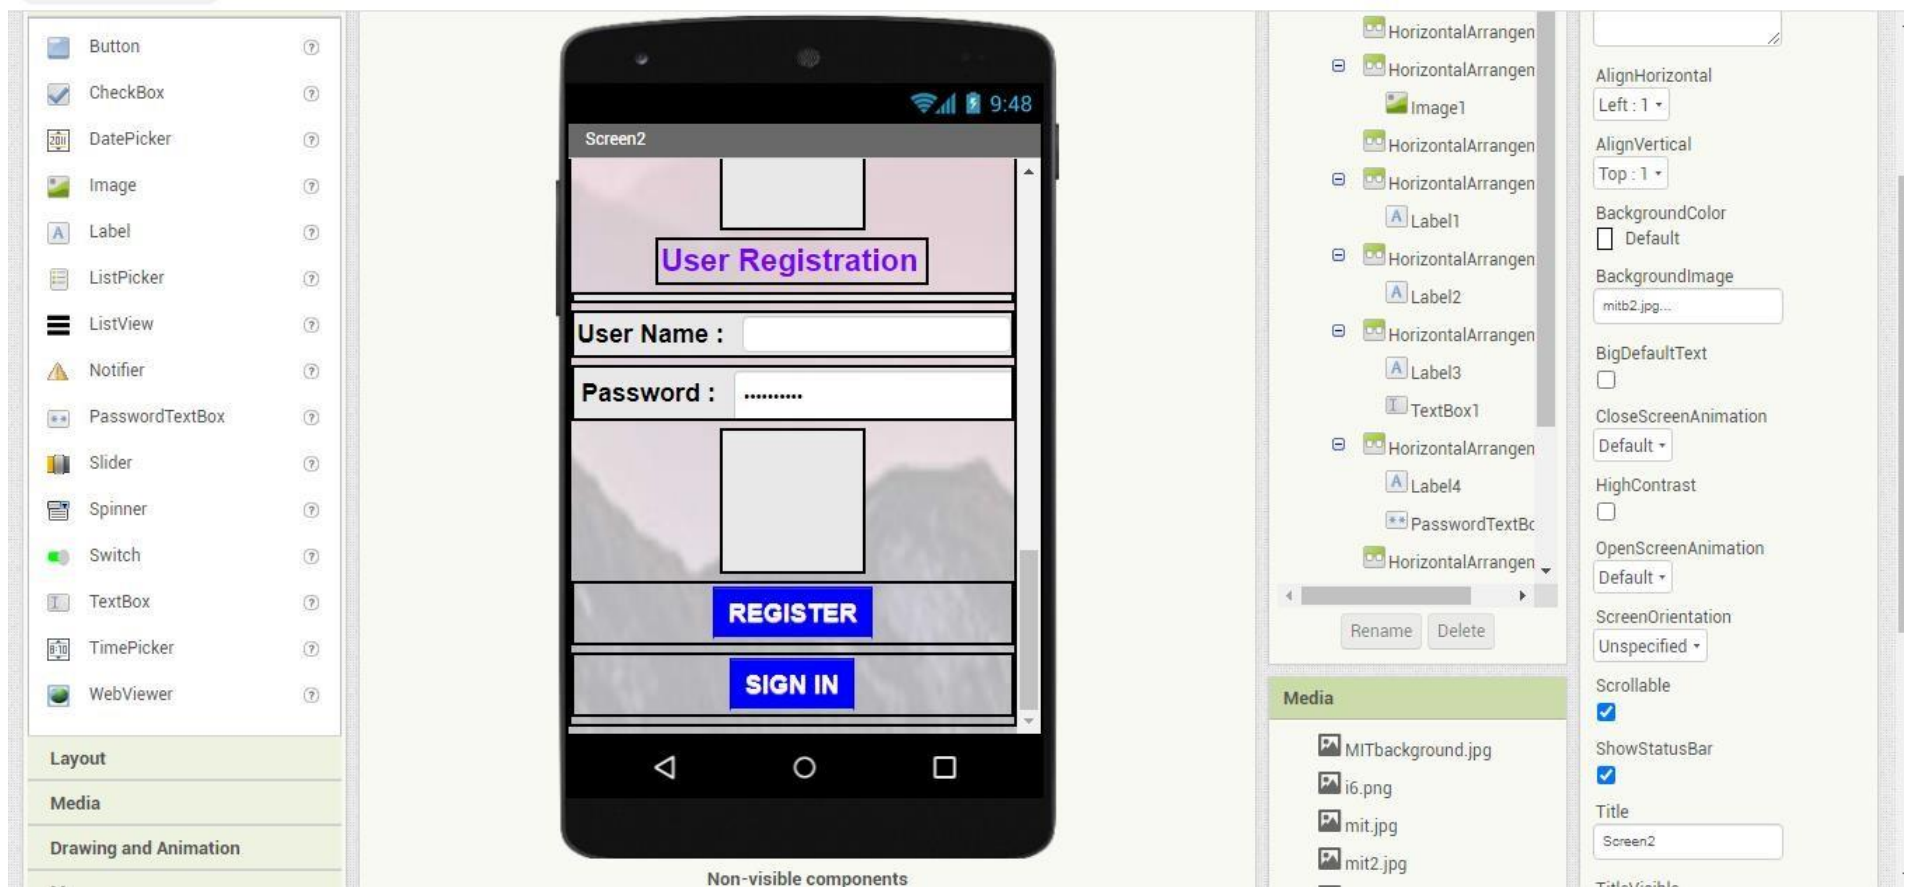 Button
CheckBox
DatePicker
Image
Label
ListPicker
ListView
Notifier
PasswordTextBox
Slider
Spinner
Switch
TextBox
TimePicker
WebViewer
Layout
Media
Drawing and Animation
9:48
Screen2
User Registration
User Name :
Password :
REGISTER
SIGN IN
Non-visible components
HorizontalArrangen
HorizontalArrangen
Image1
HorizontalArrangen
HorizontalArrangen
Label1
HorizontalArrangen
Label2
HorizontalArrangen
Label3
TextBox1
HorizontalArrangen
Label4
PasswordTextBo
HorizontalArrangen
Rename Delete
Media
MITbackground.jpg
i6.png
mit.jpg
mit2.jpg
AlignHorizontal
Left : 1
AlignVertical
Top : 1
BackgroundColor
Default
BackgroundImage
mitb2.jpg...
BigDefaultText
CloseScreenAnimation
Default
HighContrast
OpenScreenAnimation
Default
ScreenOrientation
Unspecified
Scrollable
ShowStatusBar
Title
Screen2
TitleVisible